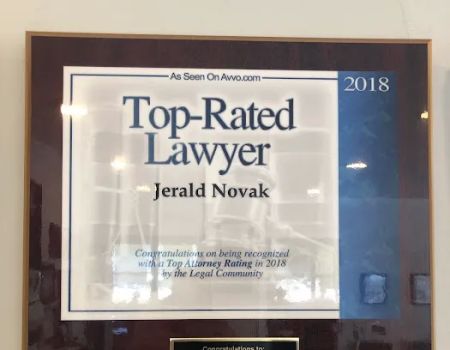 As Seen On Avvo.com
2018
Top-Rated
Lawyer
Jerald Novak
Congratulations on being recognized
with a Top Attorney Rating in 2018
by the Legal Community
Congratulations to: